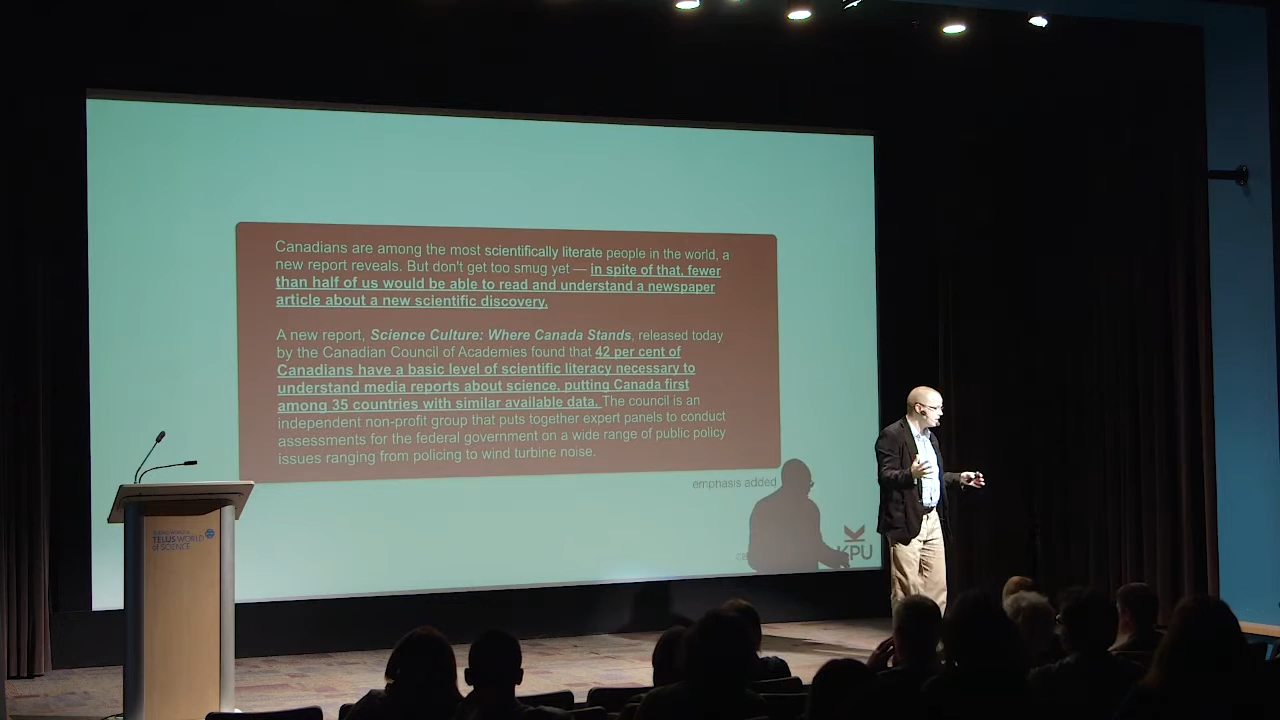 Canadians are among the most scientifically literate people in the world, a
new report reveals. But don't get too smug yet — in spite of that, fewer
than half of us would be able to read and understand a newspaper
article about a new scientific discovery.
A new report, Science Culture: Where Canada Stands, released today
by the Canadian Council of Academies found that 42 per cent of
Canadians have a basic level of scientific literacy necessary to
understand media reports about science, putting Canada first
among 35 countries with similar available data. The council is an
independent non-profit group that puts together expert panels to conduct
assessments for the federal government on a wide range of public policy
issues ranging from policing to wind turbine noise.
emphasis added
KPU
TELUS WORLD
of SCIENCE